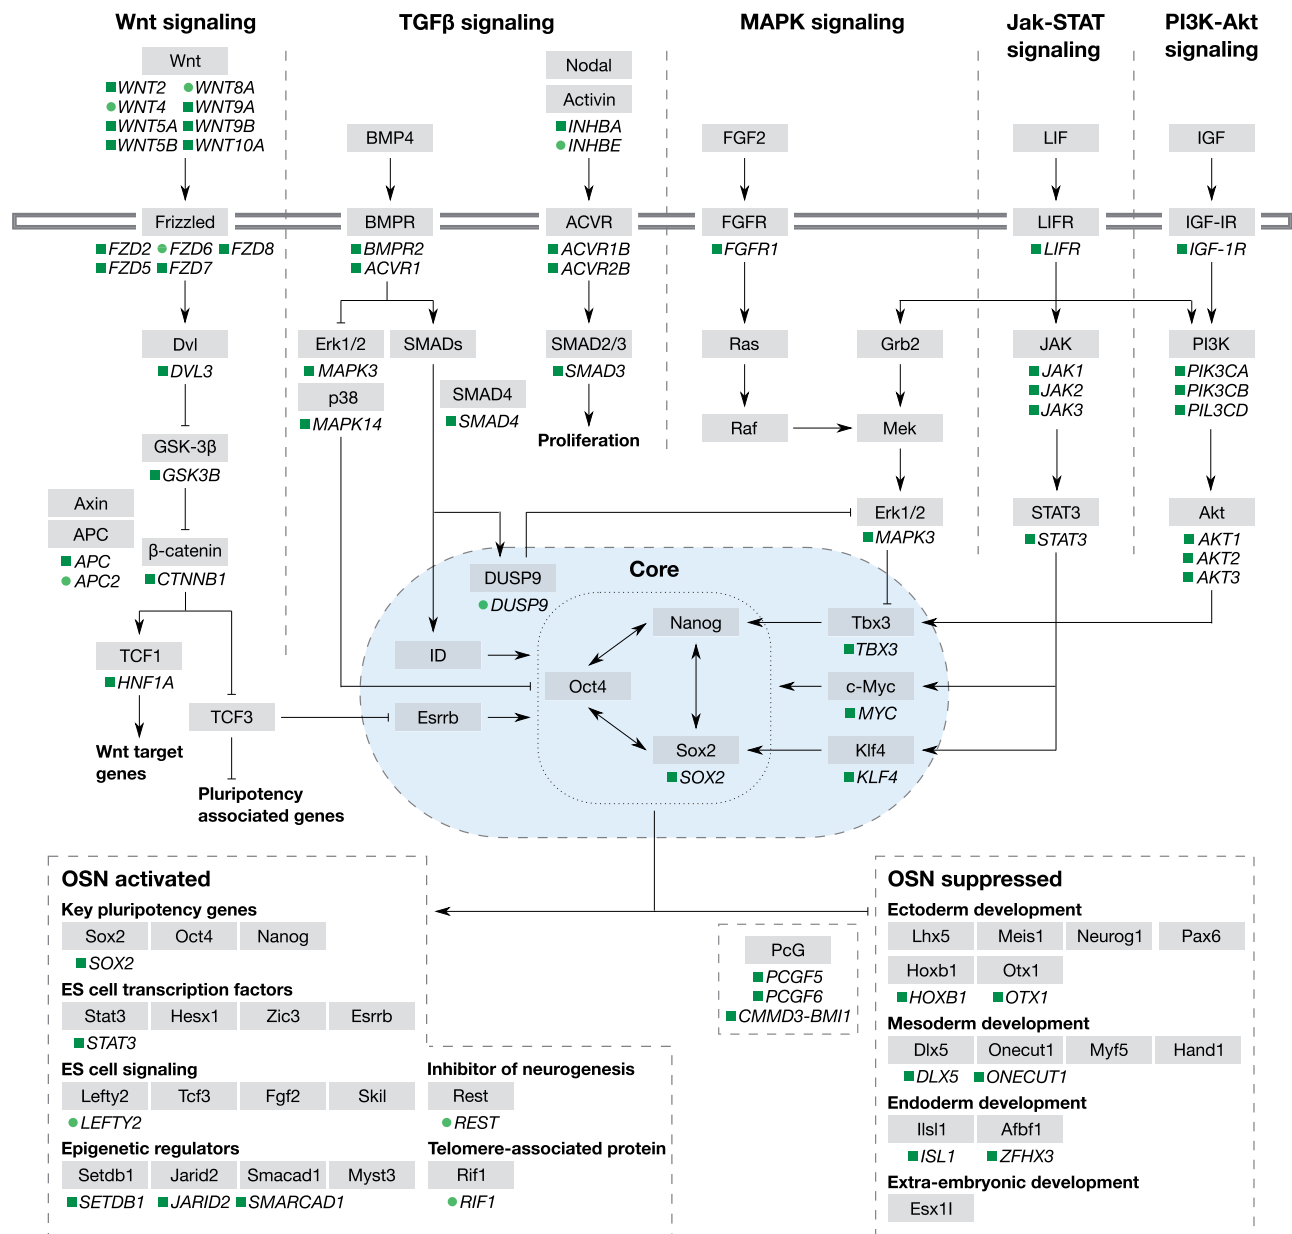 Wnt signaling
TGFβ signaling
MAPK signaling
Jak-STAT
signaling
PI3K-Akt
signaling
Wnt
WNT2
WNT8A
WNT4
WNT9A
WNT5A
WNT9B
WNT5B
WNT10A
Nodal
Activin
INHBA
INHBE
BMP4
FGF2
LIF
IGF
Frizzled
BMPR
ACVR
FGFR
LIFR
IGF-IR
FZD2
FZD6
FZD8
FZD5
FZD7
BMPR2
ACVR1
ACVR1B
ACVR2B
FGFR1
LIFR
IGF-1R
Dvl
DVL3
Erk1/2
MAPK3
p38
MAPK14
SMADs
SMAD4
SMAD4
SMAD2/3
SMAD3
Proliferation
Ras
Raf
Grb2
Mek
JAK
JAK1
JAK2
JAK3
PI3K
PIK3CA
PIK3CB
PIL3CD
GSK-3β
GSK3B
Axin
APC
APC
APC2
β-catenin
CTNNB1
Erk1/2
MAPK3
STAT3
STAT3
Akt
AKT1
AKT2
AKT3
TCF1
HNF1A
TCF3
Wnt target
genes
Pluripotency
associated genes
Core
DUSP9
DUSP9
ID
Esrrb
Nanog
Oct4
Sox2
SOX2
Tbx3
TBX3
c-Myc
MYC
Klf4
KLF4
OSN activated
Key pluripotency genes
Sox2
Oct4
Nanog
SOX2
ES cell transcription factors
Stat3
Hesx1
Zic3
Esrrb
STAT3
ES cell signaling
Lefty2
Tcf3
Fgf2
Skil
LEFTY2
Epigenetic regulators
Setdb1
Jarid2
Smacad1
Myst3
SETDB1
JARID2
SMARCAD1
Inhibitor of neurogenesis
Rest
REST
Telomere-associated protein
Rif1
RIF1
PcG
PCGF5
PCGF6
CMMD3-BMI1
OSN suppressed
Ectoderm development
Lhx5
Meis1
Neurog1
Pax6
Hoxb1
Otx1
HOXB1
OTX1
Mesoderm development
Dlx5
Onecut1
Myf5
Hand1
DLX5
ONECUT1
Endoderm development
Ilsl1
Afbf1
ISL1
ZFHX3
Extra-embryonic development
Esx1l